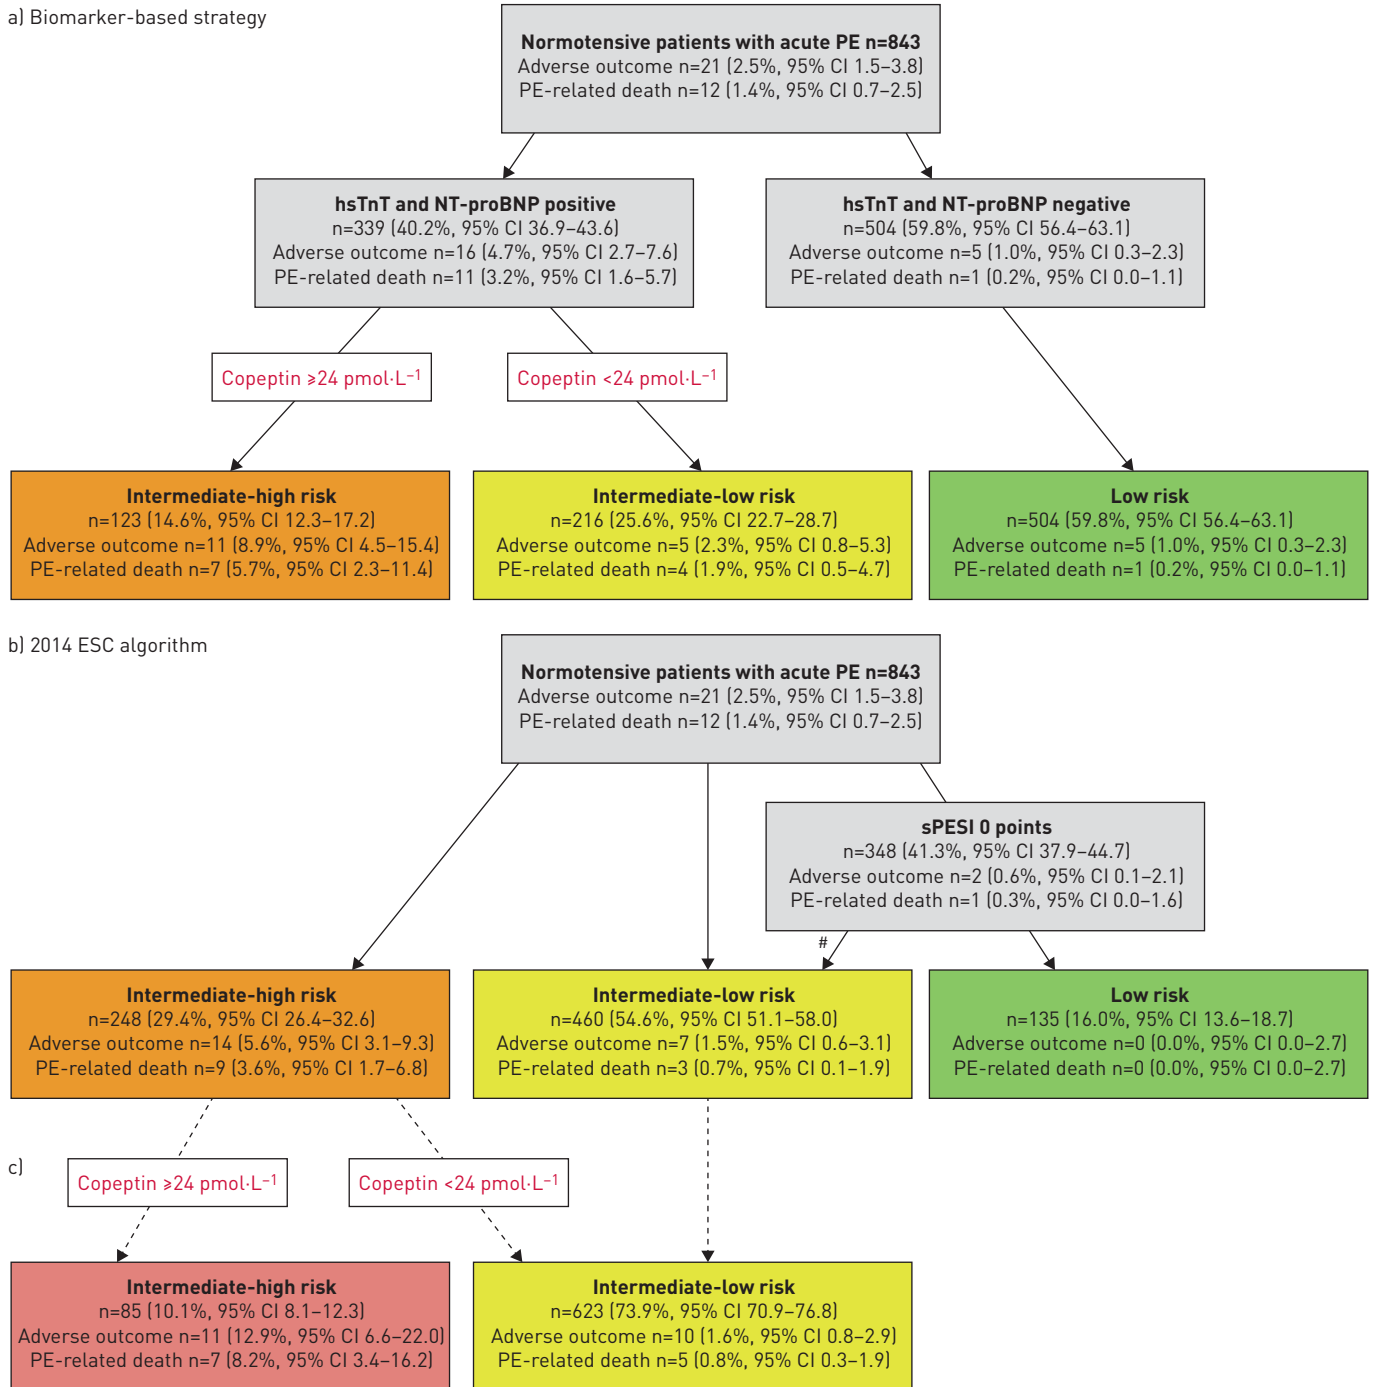 a) Biomarker-based strategy
Normotensive patients with acute PE n=843
Adverse outcome n=21 (2.5%, 95% CI 1.5–3.8)
PE-related death n=12 (1.4%, 95% CI 0.7–2.5)
hsTnT and NT-proBNP positive
n=339 (40.2%, 95% CI 36.9–43.6)
Adverse outcome n=16 (4.7%, 95% CI 2.7–7.6)
PE-related death n=11 (3.2%, 95% CI 1.6–5.7)
hsTnT and NT-proBNP negative
n=504 (59.8%, 95% CI 56.4–63.1)
Adverse outcome n=5 (1.0%, 95% CI 0.3–2.3)
PE-related death n=1 (0.2%, 95% CI 0.0–1.1)
Copeptin ⩾24 pmol·L⁻¹
Copeptin <24 pmol·L⁻¹
Intermediate-high risk
n=123 (14.6%, 95% CI 12.3–17.2)
Adverse outcome n=11 (8.9%, 95% CI 4.5–15.4)
PE-related death n=7 (5.7%, 95% CI 2.3–11.4)
Intermediate-low risk
n=216 (25.6%, 95% CI 22.7–28.7)
Adverse outcome n=5 (2.3%, 95% CI 0.8–5.3)
PE-related death n=4 (1.9%, 95% CI 0.5–4.7)
Low risk
n=504 (59.8%, 95% CI 56.4–63.1)
Adverse outcome n=5 (1.0%, 95% CI 0.3–2.3)
PE-related death n=1 (0.2%, 95% CI 0.0–1.1)
b) 2014 ESC algorithm
Normotensive patients with acute PE n=843
Adverse outcome n=21 (2.5%, 95% CI 1.5–3.8)
PE-related death n=12 (1.4%, 95% CI 0.7–2.5)
sPESI 0 points
n=348 (41.3%, 95% CI 37.9–44.7)
Adverse outcome n=2 (0.6%, 95% CI 0.1–2.1)
PE-related death n=1 (0.3%, 95% CI 0.0–1.6)
#
Intermediate-high risk
n=248 (29.4%, 95% CI 26.4–32.6)
Adverse outcome n=14 (5.6%, 95% CI 3.1–9.3)
PE-related death n=9 (3.6%, 95% CI 1.7–6.8)
Intermediate-low risk
n=460 (54.6%, 95% CI 51.1–58.0)
Adverse outcome n=7 (1.5%, 95% CI 0.6–3.1)
PE-related death n=3 (0.7%, 95% CI 0.1–1.9)
Low risk
n=135 (16.0%, 95% CI 13.6–18.7)
Adverse outcome n=0 (0.0%, 95% CI 0.0–2.7)
PE-related death n=0 (0.0%, 95% CI 0.0–2.7)
c)
Copeptin ⩾24 pmol·L⁻¹
Copeptin <24 pmol·L⁻¹
Intermediate-high risk
n=85 (10.1%, 95% CI 8.1–12.3)
Adverse outcome n=11 (12.9%, 95% CI 6.6–22.0)
PE-related death n=7 (8.2%, 95% CI 3.4–16.2)
Intermediate-low risk
n=623 (73.9%, 95% CI 70.9–76.8)
Adverse outcome n=10 (1.6%, 95% CI 0.8–2.9)
PE-related death n=5 (0.8%, 95% CI 0.3–1.9)